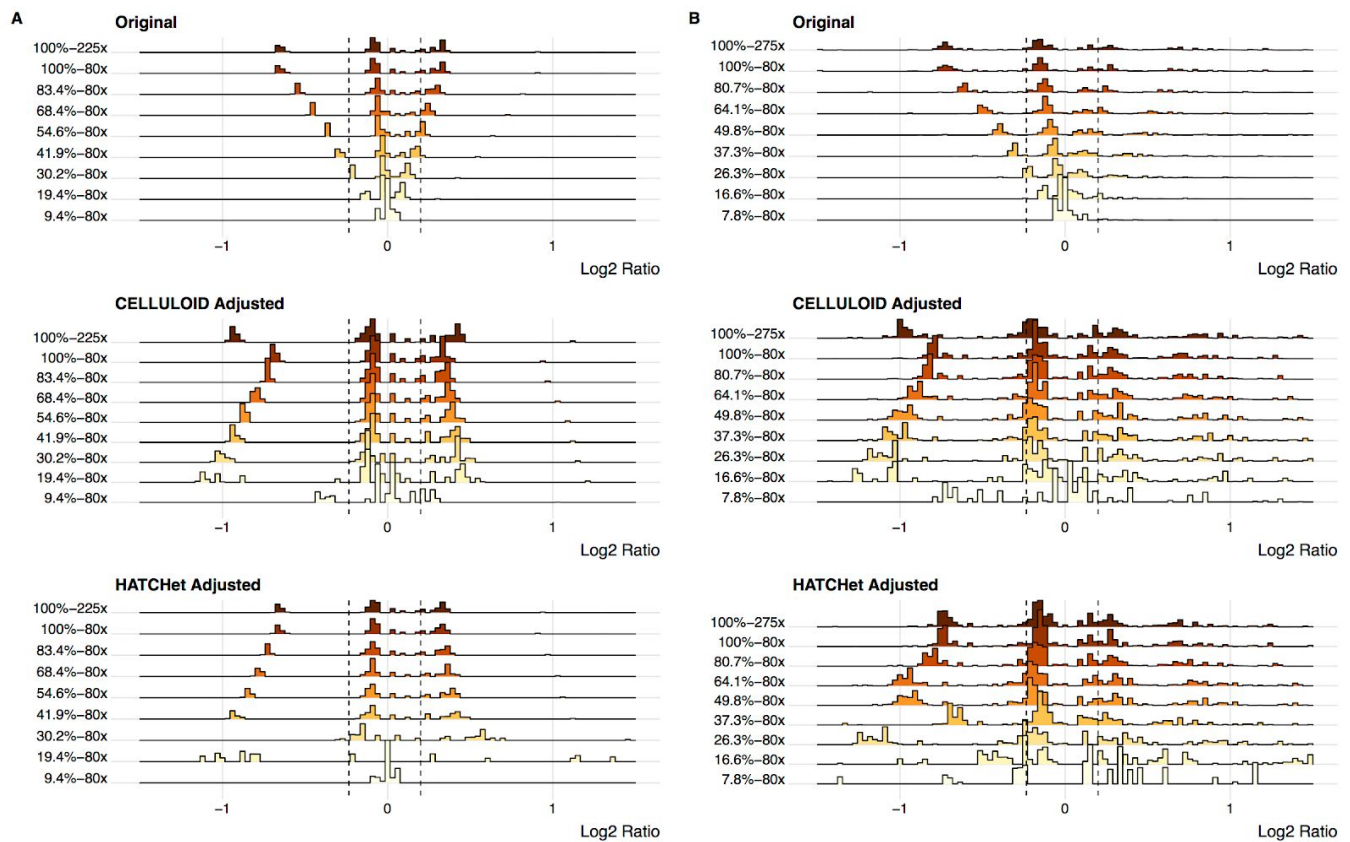 A
Original
100%−225x
100%−80x
83.4%−80x
68.4%−80x
54.6%−80x
41.9%−80x
30.2%−80x
19.4%−80x
9.4%−80x
−1 0 1
Log2 Ratio
CELLULOID Adjusted
100%−225x
100%−80x
83.4%−80x
68.4%−80x
54.6%−80x
41.9%−80x
30.2%−80x
19.4%−80x
9.4%−80x
−1 0 1
Log2 Ratio
HATCHet Adjusted
100%−225x
100%−80x
83.4%−80x
68.4%−80x
54.6%−80x
41.9%−80x
30.2%−80x
19.4%−80x
9.4%−80x
−1 0 1
Log2 Ratio
B
Original
100%−275x
100%−80x
80.7%−80x
64.1%−80x
49.8%−80x
37.3%−80x
26.3%−80x
16.6%−80x
7.8%−80x
−1 0 1
Log2 Ratio
CELLULOID Adjusted
100%−275x
100%−80x
80.7%−80x
64.1%−80x
49.8%−80x
37.3%−80x
26.3%−80x
16.6%−80x
7.8%−80x
−1 0 1
Log2 Ratio
HATCHet Adjusted
100%−275x
100%−80x
80.7%−80x
64.1%−80x
49.8%−80x
37.3%−80x
26.3%−80x
16.6%−80x
7.8%−80x
−1 0 1
Log2 Ratio